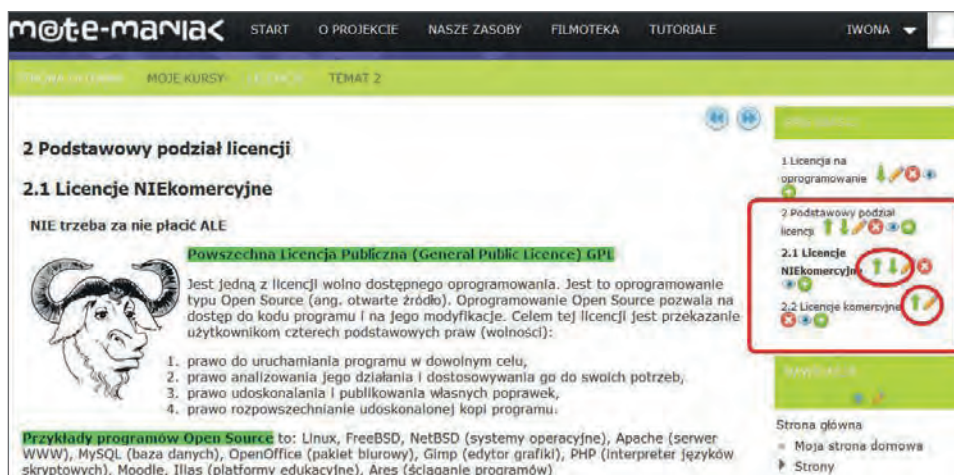 m@te-maniak START O PROJEKCIE NASZE ZASOBY FILMOTEKA TUTORIALE IWONA
MOJE KURSY TEMAT 2
2 Podstawowy podział licencji
2.1 Licencje NIEkomercyjne
NIE trzeba za nie płacić ALE
Powszechna Licencja Publiczna (General Public Licence) GPL
Jest jedną z licencji wolno dostępnego oprogramowania. Jest to oprogramowanie
typu Open Source (ang. otwarte źródło). Oprogramowanie Open Source pozwala na
dostęp do kodu programu i na jego modyfikacje. Celem tej licencji jest przekazanie
użytkownikom czterech podstawowych praw (wolności):
1. prawo do uruchamiania programu w dowolnym celu,
2. prawo analizowania jego działania i dostosowywania go do swoich potrzeb,
3. prawo udoskonalania i publikowania własnych poprawek,
4. prawo rozpowszechnianie udoskonalonej kopi programu.
Przykłady programów Open Source to: Linux, FreeBSD, NetBSD (systemy operacyjne), Apache (serwer
WWW), MySQL (baza danych), OpenOffice (pakiet biurowy), Gimp (edytor grafiki), PHP (interpreter języków
skryptowych), Moodle, Ilias (platformy edukacyjne), Ares (ściąganie programów)
1 Licencja na
oprogramowanie
2 Podstawowy podział
licencji
2.1 Licencje
NIEkomercyjne
2.2 Licencje komercyjne
Strona główna
Moja strona domowa
Strony